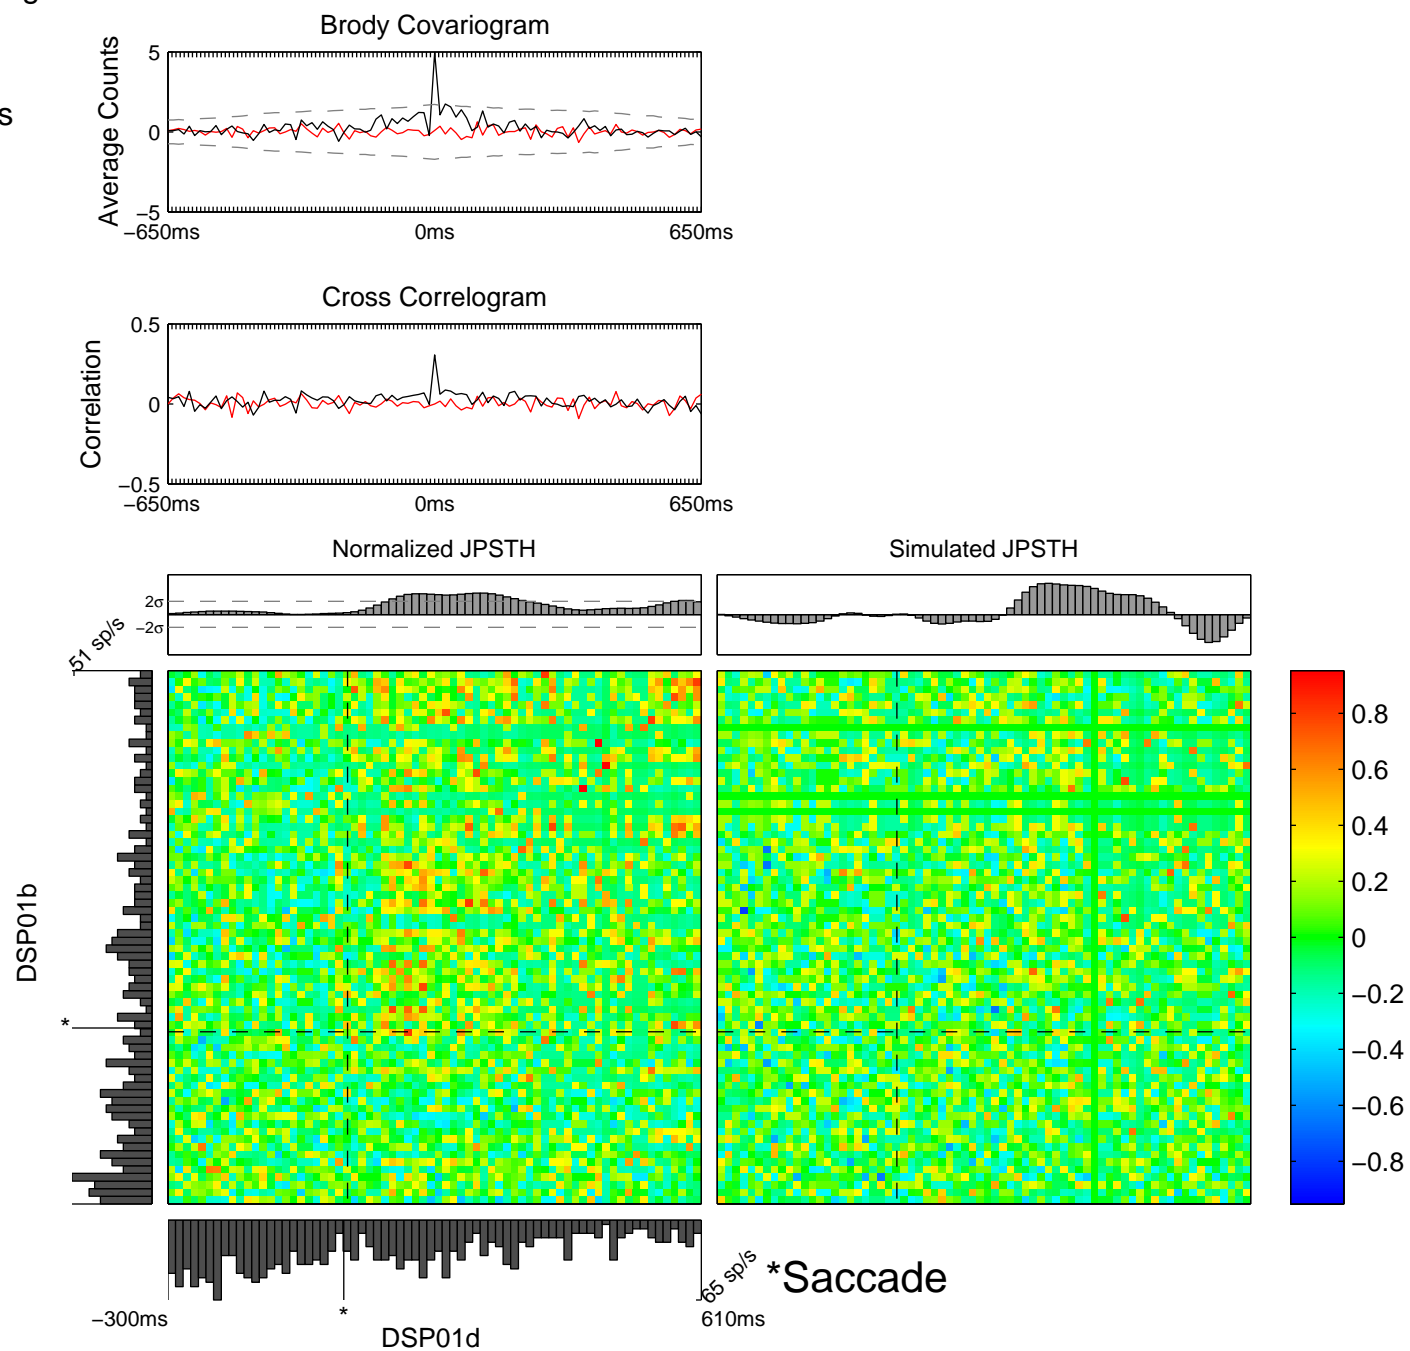 g
Brody Covariogram
s
Average Counts
5
0
−5
−650ms
0ms
650ms
Cross Correlogram
Correlation
0.5
0
−0.5
−650ms
0ms
650ms
Normalized JPSTH
Simulated JPSTH
2σ
−2σ
51 sp/s
DSP01b
*
0.8
0.6
0.4
0.2
0
−0.2
−0.4
−0.6
−0.8
65 sp/s
*Saccade
*
−300ms
610ms
DSP01d